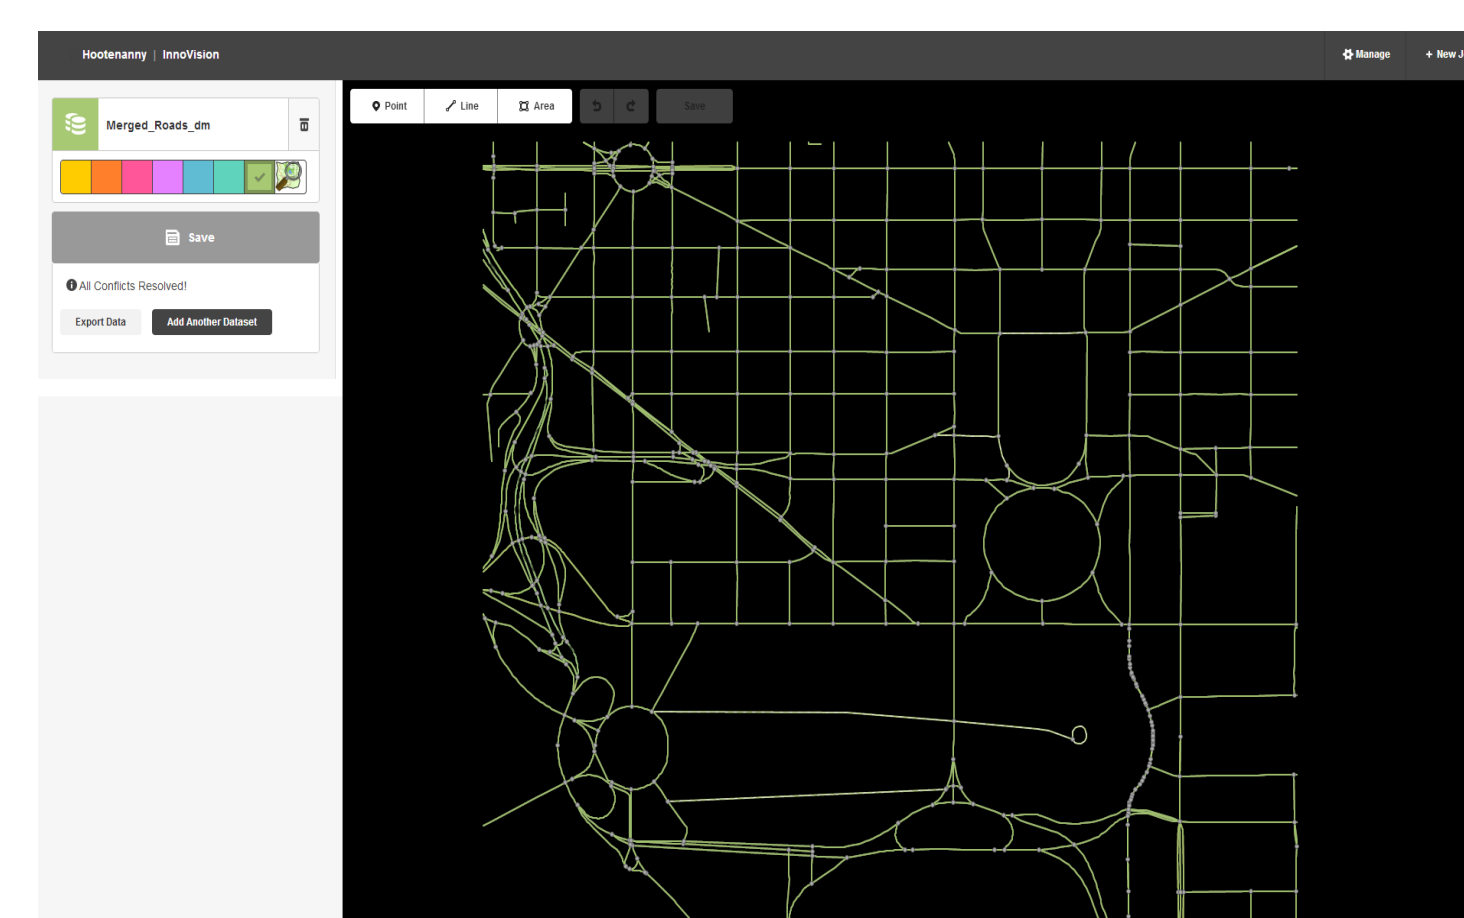 Hootenanny | InnoVision
Manage
+ New J
Merged_Roads_dm
Point
Line
Area
Save
Save
All Conflicts Resolved!
Export Data
Add Another Dataset